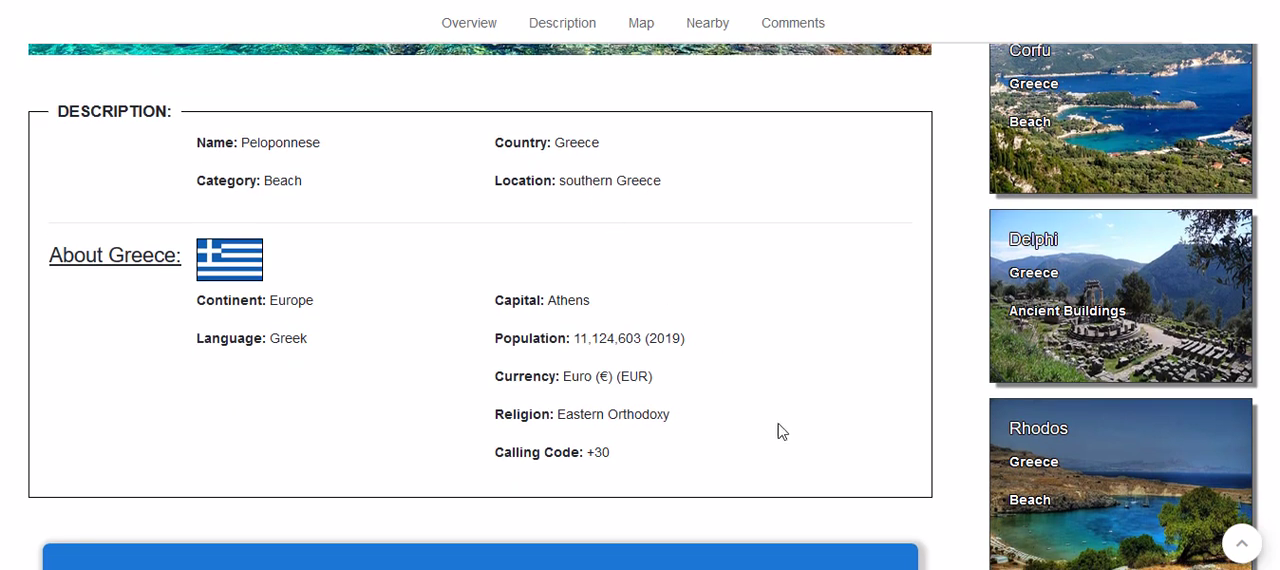 Overview Description Map Nearby Comments
DESCRIPTION:
Name: Peloponnese
Country: Greece
Category: Beach
Location: southern Greece
About Greece:
Continent: Europe
Capital: Athens
Language: Greek
Population: 11,124,603 (2019)
Currency: Euro (€) (EUR)
Religion: Eastern Orthodoxy
Calling Code: +30
Corfu
Greece
Beach
Delphi
Greece
Ancient Buildings
Rhodos
Greece
Beach